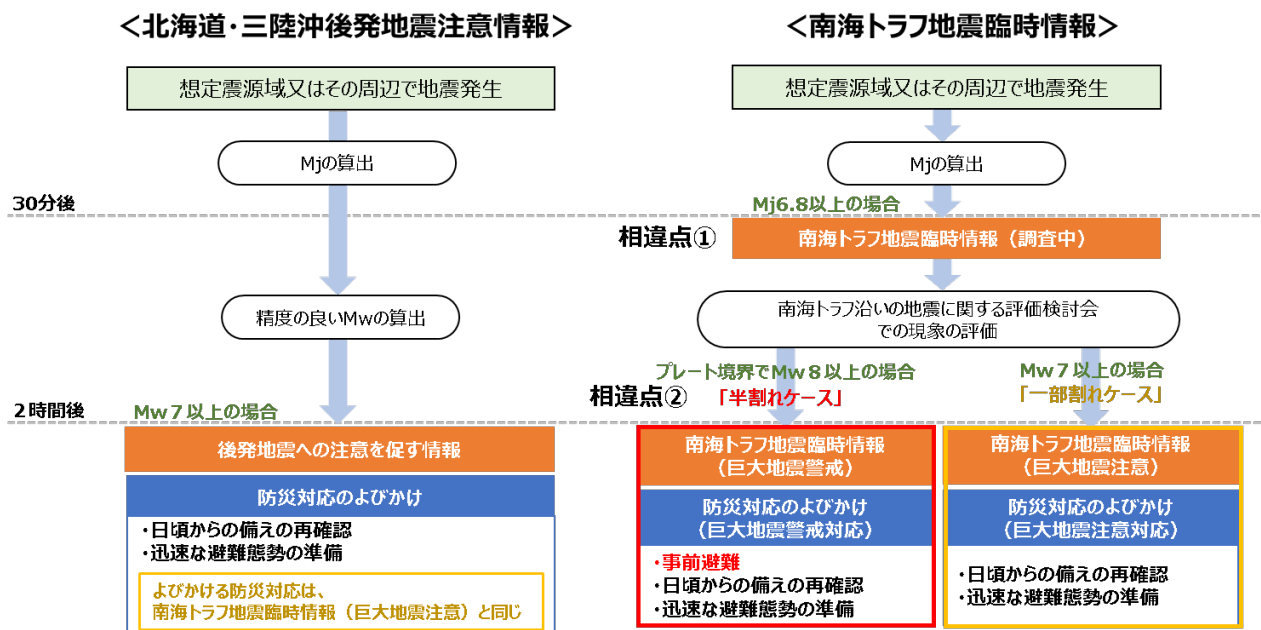 ＜北海道・三陸沖後発地震注意情報＞
想定震源域又はその周辺で地震発生
Mjの算出
30分後
精度の良いMwの算出
２時間後
Mw７以上の場合
後発地震への注意を促す情報
防災対応のよびかけ
・日頃からの備えの再確認
・迅速な避難態勢の準備
よびかける防災対応は、
南海トラフ地震臨時情報（巨大地震注意）と同じ
＜南海トラフ地震臨時情報＞
想定震源域又はその周辺で地震発生
Mjの算出
Mj6.8以上の場合
相違点①
南海トラフ地震臨時情報（調査中）
南海トラフ沿いの地震に関する評価検討会
での現象の評価
プレート境界でMw８以上の場合
「半割れケース」
相違点②
Mw７以上の場合
「一部割れケース」
南海トラフ地震臨時情報
（巨大地震警戒）
防災対応のよびかけ
（巨大地震警戒対応）
・事前避難
・日頃からの備えの再確認
・迅速な避難態勢の準備
南海トラフ地震臨時情報
（巨大地震注意）
防災対応のよびかけ
（巨大地震注意対応）
・日頃からの備えの再確認
・迅速な避難態勢の準備